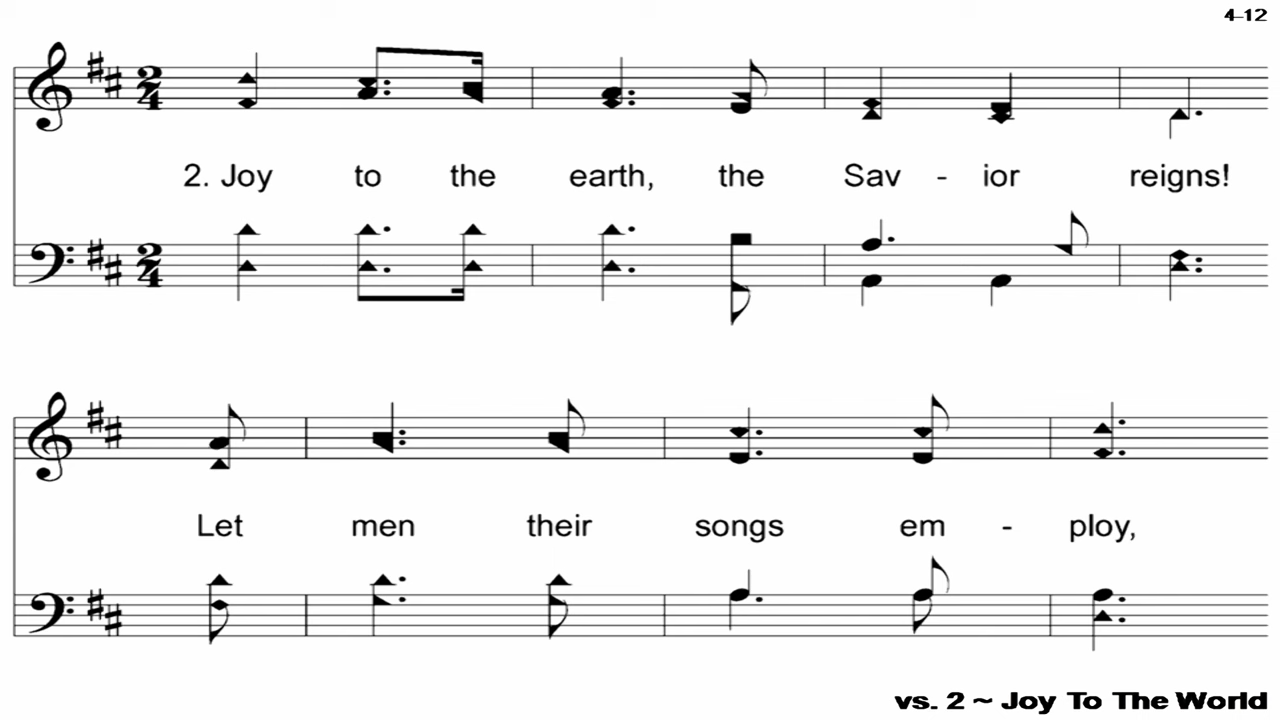 4-12
2. Joy to the earth, the Sav - ior reigns!
Let men their songs em - ploy,
vs. 2 ~ Joy To The World